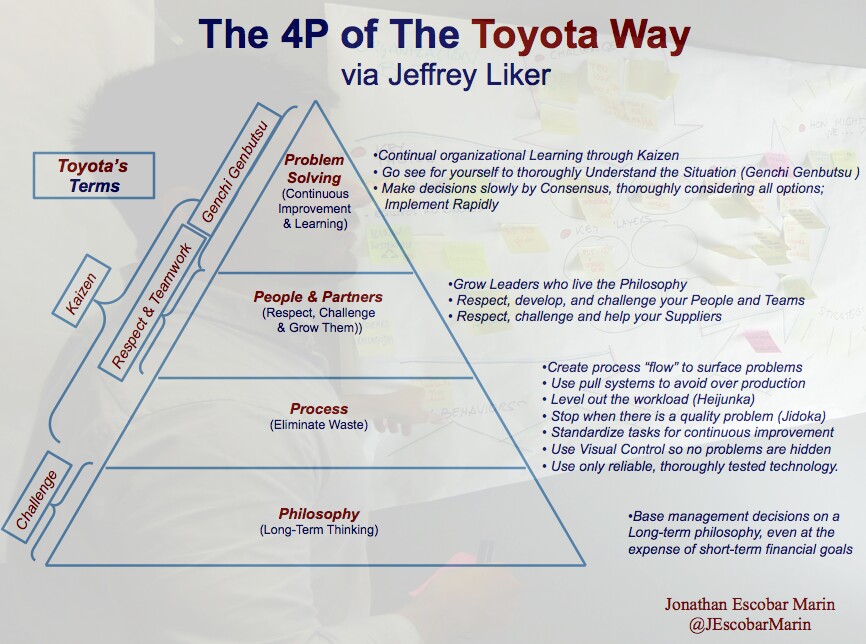 The 4P of The Toyota Way
via Jeffrey Liker
Toyota's
Terms
Genchi Genbutsu
Respect & Teamwork
Kaizen
Challenge
Problem
Solving
(Continuous
Improvement
& Learning)
•Continual organizational Learning through Kaizen
• Go see for yourself to thoroughly Understand the Situation (Genchi Genbutsu )
• Make decisions slowly by Consensus, thoroughly considering all options;
Implement Rapidly
People & Partners
(Respect, Challenge
& Grow Them))
•Grow Leaders who live the Philosophy
• Respect, develop, and challenge your People and Teams
• Respect, challenge and help your Suppliers
Process
(Eliminate Waste)
•Create process “flow” to surface problems
• Use pull systems to avoid over production
• Level out the workload (Heijunka)
• Stop when there is a quality problem (Jidoka)
• Standardize tasks for continuous improvement
• Use Visual Control so no problems are hidden
• Use only reliable, thoroughly tested technology.
Philosophy
(Long-Term Thinking)
•Base management decisions on a
Long-term philosophy, even at the
expense of short-term financial goals
Jonathan Escobar Marin
@JEscobarMarin
KEY
BEHAVIORS